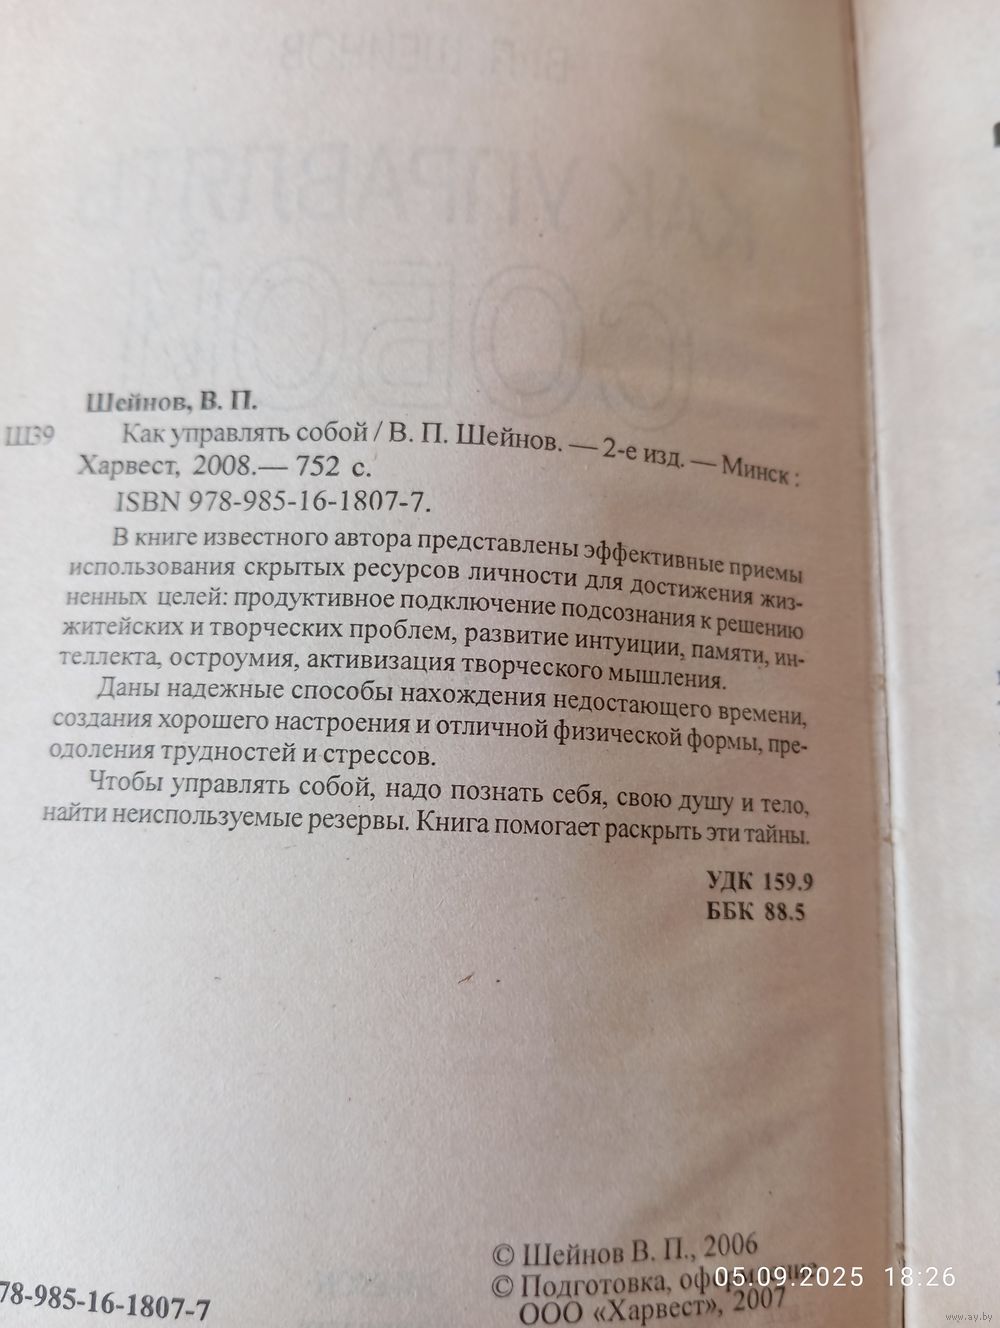 Шейнов, В. П.
Ш39 Как управлять собой / В. П. Шейнов. — 2-е изд. — Минск :
Харвест, 2008.— 752 с.
ISBN 978-985-16-1807-7.
В книге известного автора представлены эффективные приемы
использования скрытых ресурсов личности для достижения жиз-
ненных целей: продуктивное подключение подсознания к решению
житейских и творческих проблем, развитие интуиции, памяти, ин-
теллекта, остроумия, активизация творческого мышления.
Даны надежные способы нахождения недостающего времени,
создания хорошего настроения и отличной физической формы, пре-
одоления трудностей и стрессов.
Чтобы управлять собой, надо познать себя, свою душу и тело,
найти неиспользуемые резервы. Книга помогает раскрыть эти тайны.
УДК 159.9
ББК 88.5
© Шейнов В. П., 2006
© Подготовка,
ООО «Харвест», 2007
78-985-16-1807-7
05.09.2025 18:26
www.ay.by